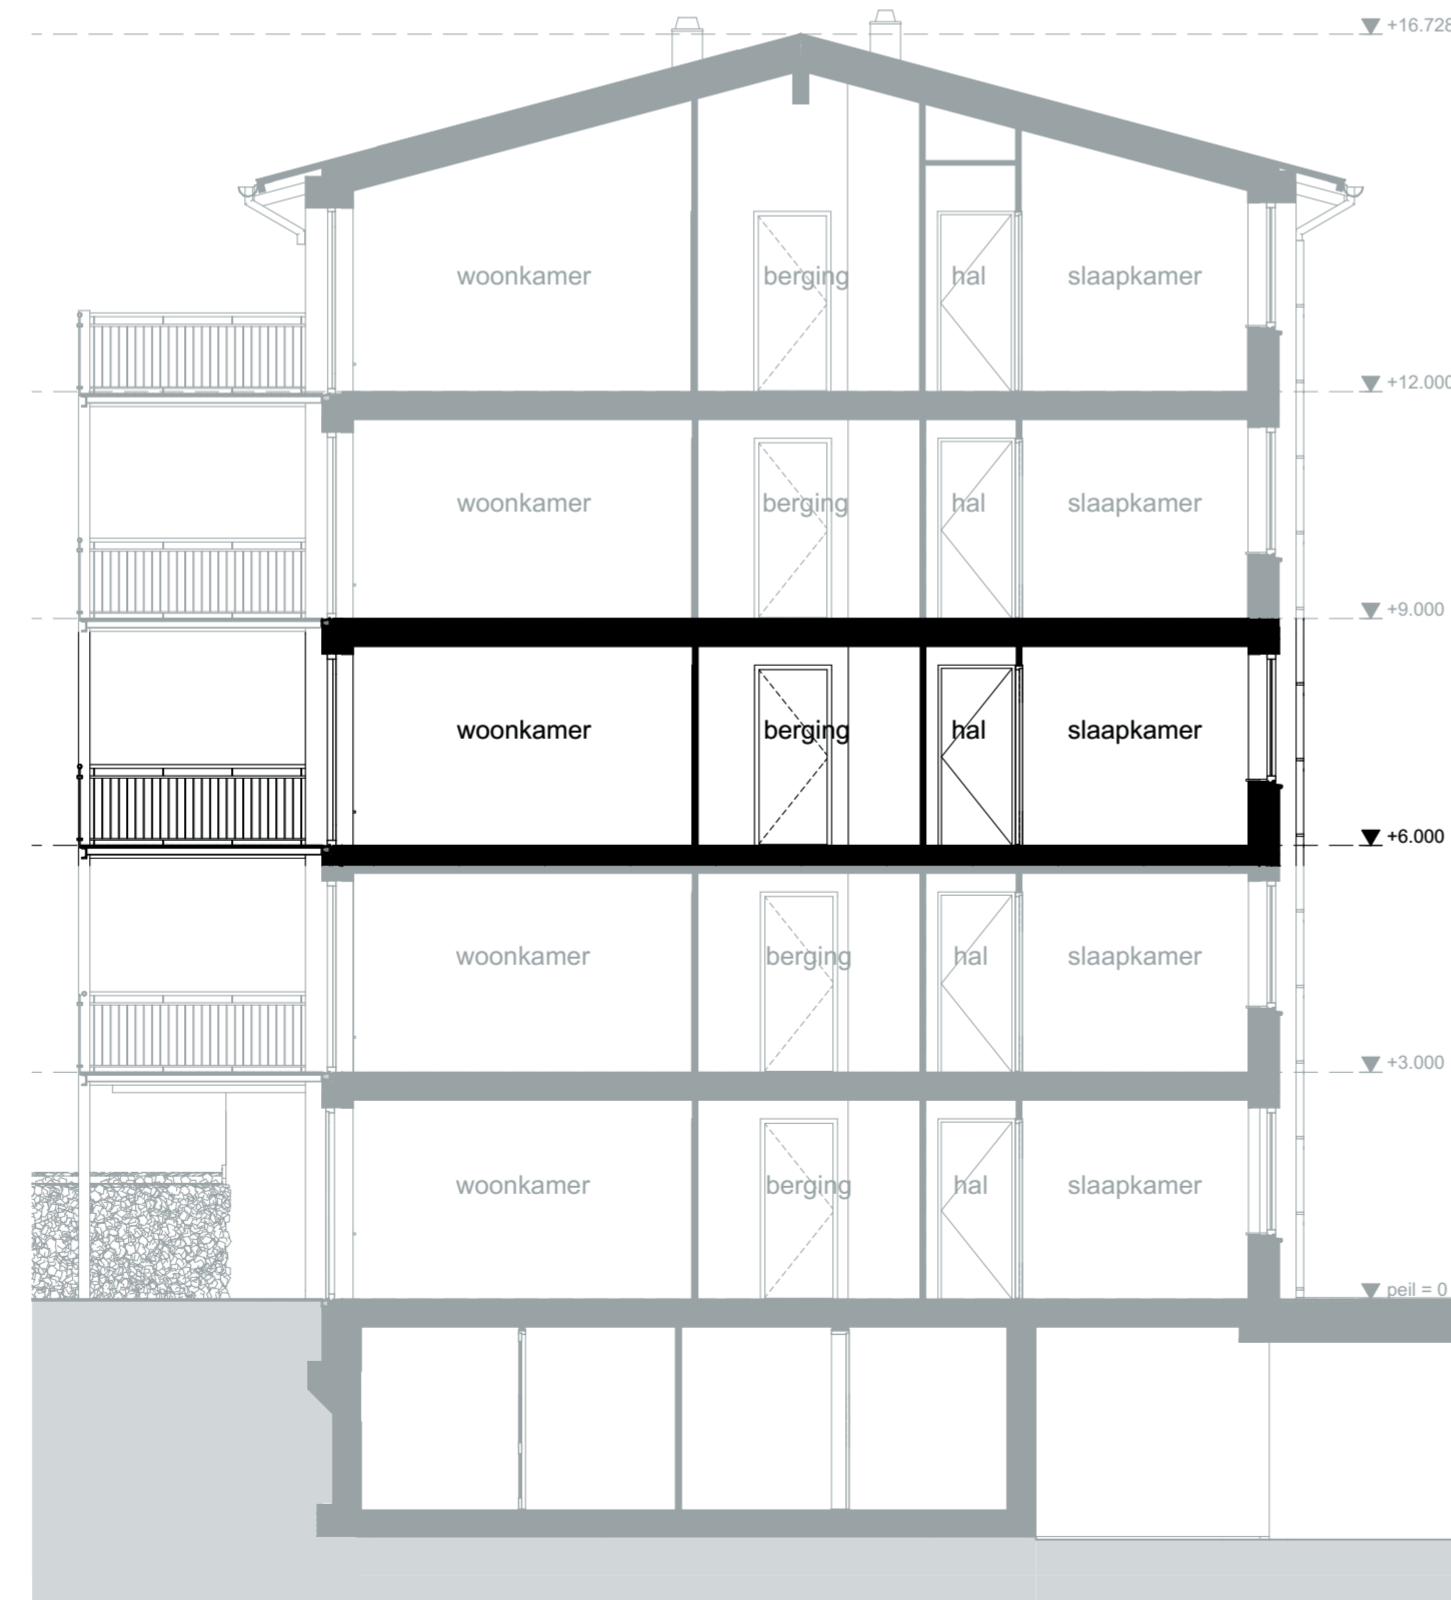 +16.728
woonkamer berging hal slaapkamer
+12.000
woonkamer berging hal slaapkamer
+9.000
woonkamer berging hal slaapkamer
+6.000
woonkamer berging hal slaapkamer
+3.000
woonkamer berging hal slaapkamer
peil = 0